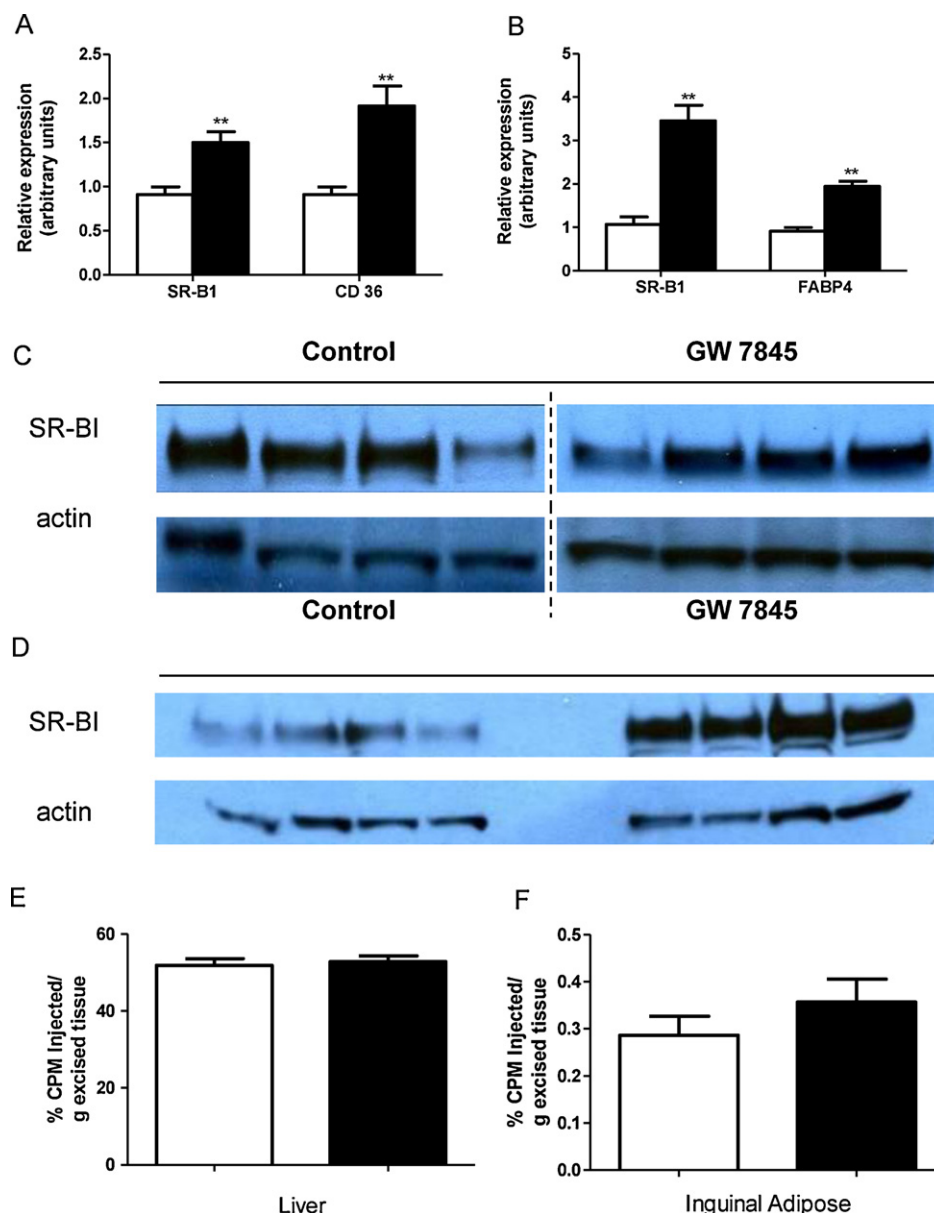 A
Relative expression
(arbitrary units)
2.5
2.0
1.5
1.0
0.5
0.0
**
**
SR-B1
CD 36
B
Relative expression
(arbitrary units)
5
4
3
2
1
0
**
**
SR-B1
FABP4
C
Control
GW 7845
SR-BI
actin
Control
GW 7845
D
SR-BI
actin
E
% CPM Injected/
g excised tissue
60
40
20
0
Liver
F
% CPM Injected/
g excised tissue
0.5
0.4
0.3
0.2
0.1
0.0
Inguinal Adipose